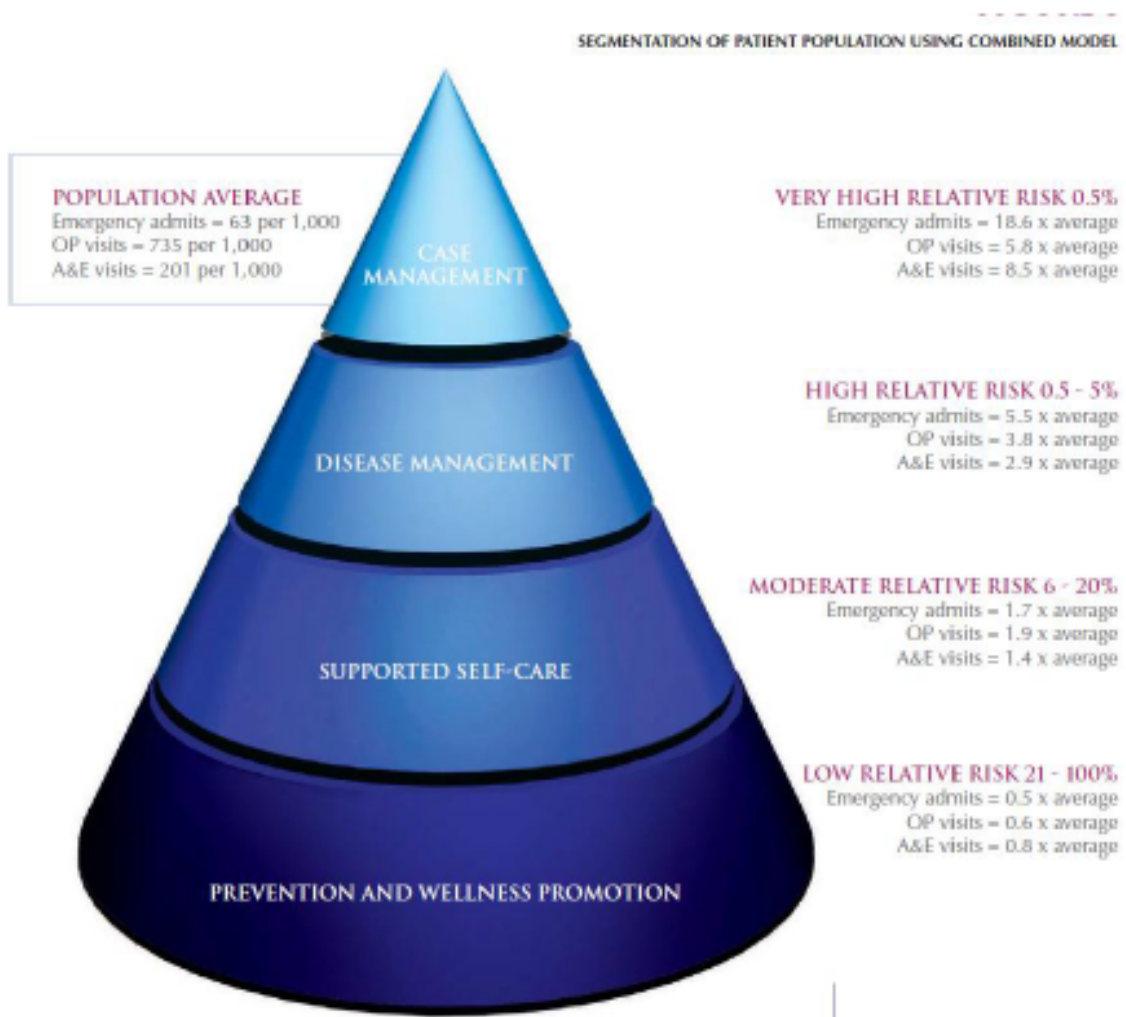 SEGMENTATION OF PATIENT POPULATION USING COMBINED MODEL
POPULATION AVERAGE
Emergency admits = 63 per 1,000
OP visits = 735 per 1,000
A&E visits = 201 per 1,000
CASE
MANAGEMENT
VERY HIGH RELATIVE RISK 0.5%
Emergency admits = 18.6 x average
OP visits = 5.8 x average
A&E visits = 8.5 x average
DISEASE MANAGEMENT
HIGH RELATIVE RISK 0.5 - 5%
Emergency admits = 5.5 x average
OP visits = 3.8 x average
A&E visits = 2.9 x average
SUPPORTED SELF-CARE
MODERATE RELATIVE RISK 6 - 20%
Emergency admits = 1.7 x average
OP visits = 1.9 x average
A&E visits = 1.4 x average
PREVENTION AND WELLNESS PROMOTION
LOW RELATIVE RISK 21 - 100%
Emergency admits = 0.5 x average
OP visits = 0.6 x average
A&E visits = 0.8 x average